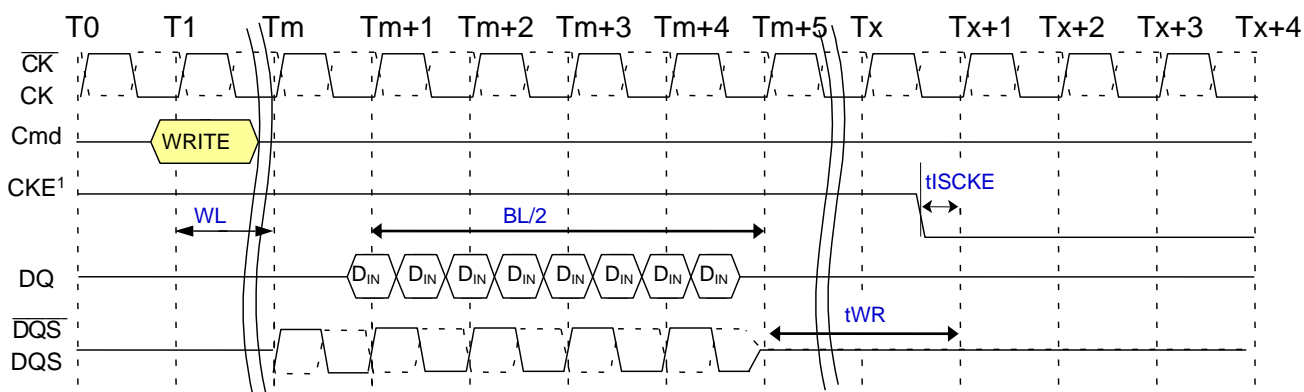 T0 T1 Tm Tm+1 Tm+2 Tm+3 Tm+4 Tm+5 Tx Tx+1 Tx+2 Tx+3 Tx+4
CK
CK
Cmd WRITE
CKE¹ tISCKE
WL BL/2
DQ DIN DIN DIN DIN DIN DIN DIN DIN
DQS tWR
DQS